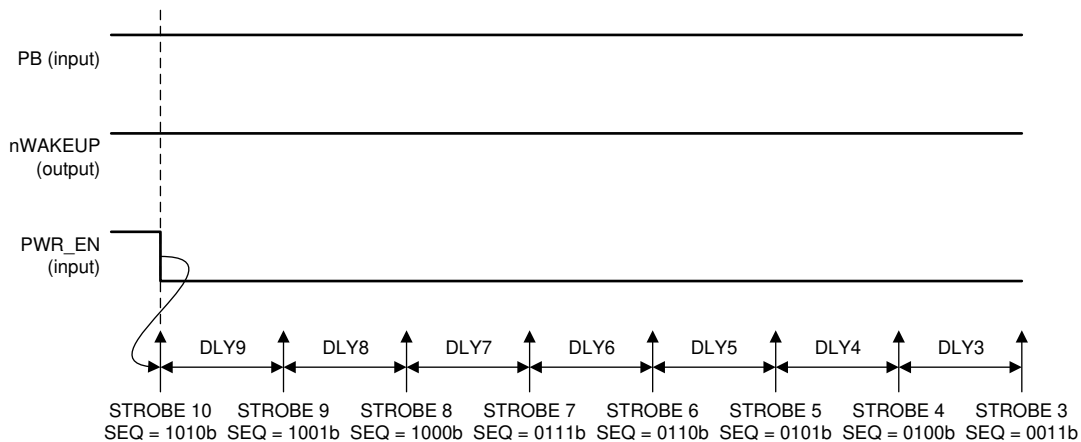 PB (input)
nWAKEUP
(output)
PWR_EN
(input)
DLY9 DLY8 DLY7 DLY6 DLY5 DLY4 DLY3
STROBE 10 STROBE 9 STROBE 8 STROBE 7 STROBE 6 STROBE 5 STROBE 4 STROBE 3
SEQ = 1010b SEQ = 1001b SEQ = 1000b SEQ = 0111b SEQ = 0110b SEQ = 0101b SEQ = 0100b SEQ = 0011b